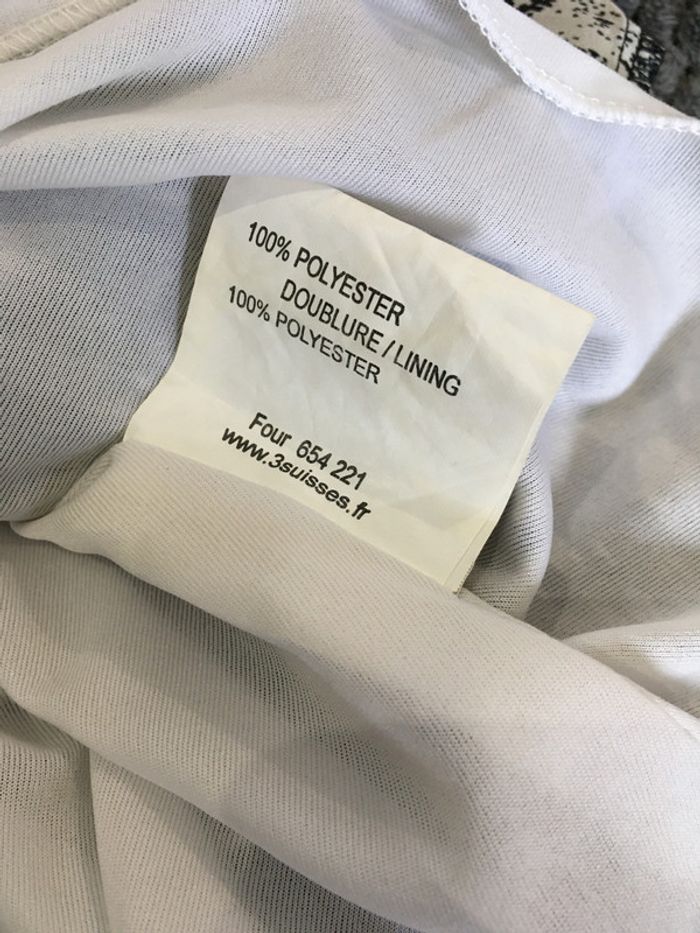 100% POLYESTER
DOUBLURE / LINING
100% POLYESTER
Four 654 221
www.3suisses.fr